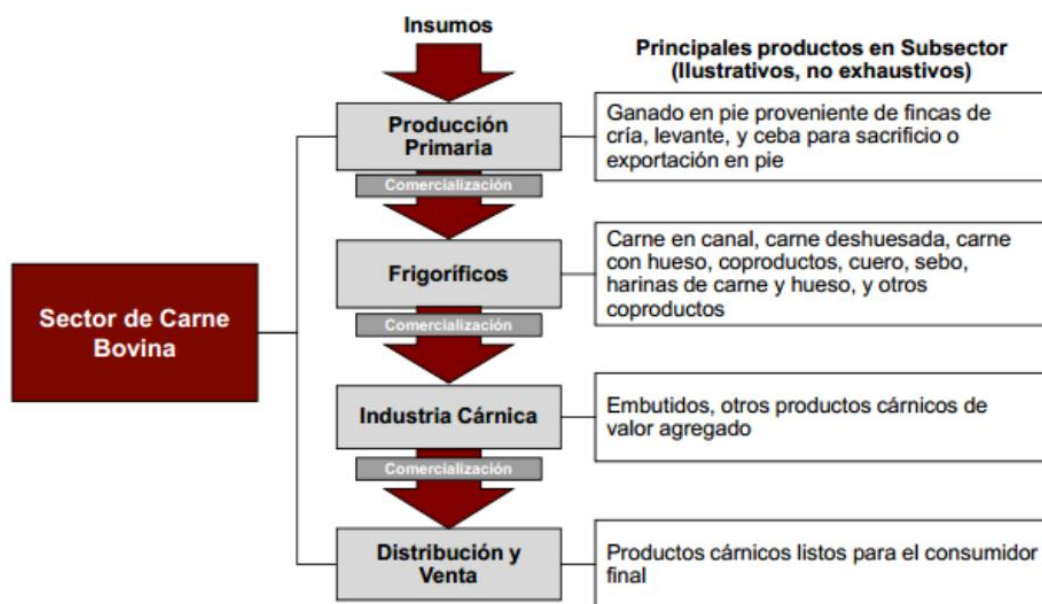 Insumos
Principales productos en Subsector
(Ilustrativos, no exhaustivos)
Producción
Primaria
Ganado en pie proveniente de fincas de
cría, levante, y ceba para sacrificio o
exportación en pie
Comercialización
Frigoríficos
Carne en canal, carne deshuesada, carne
con hueso, coproductos, cuero, sebo,
harinas de carne y hueso, y otros
coproductos
Comercialización
Sector de Carne
Bovina
Industria Cárnica
Embutidos, otros productos cárnicos de
valor agregado
Comercialización
Distribución y
Venta
Productos cárnicos listos para el consumidor
final